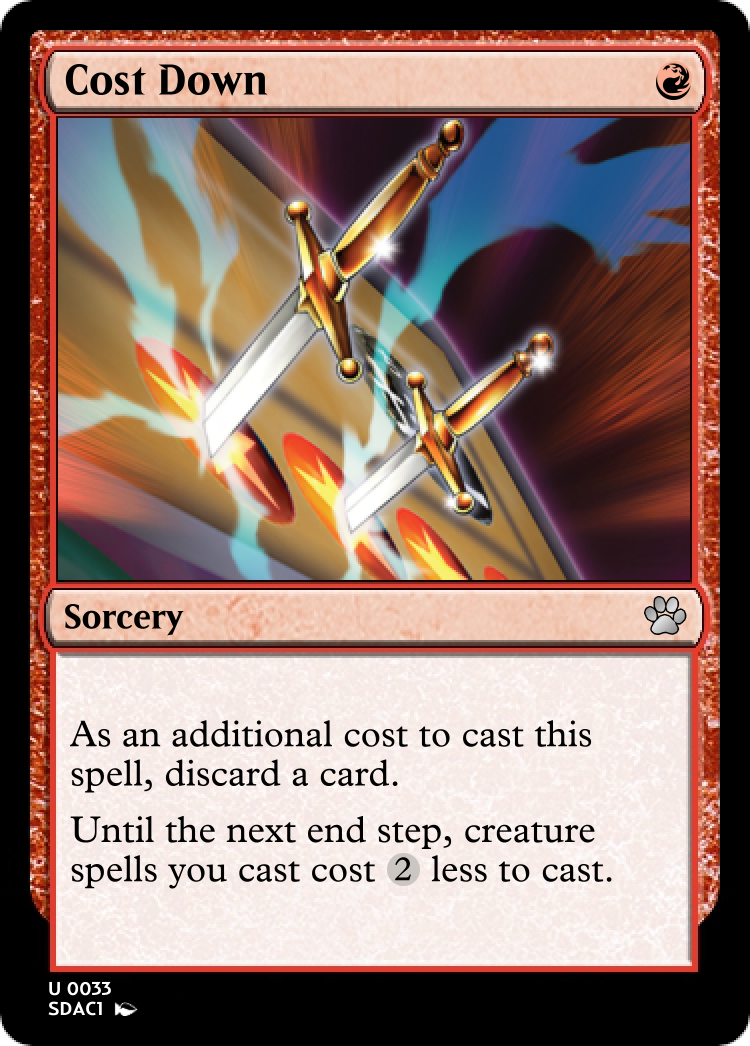 Cost Down
Sorcery
As an additional cost to cast this
spell, discard a card.
Until the next end step, creature
spells you cast cost 2 less to cast.
U 0033
SDAC1